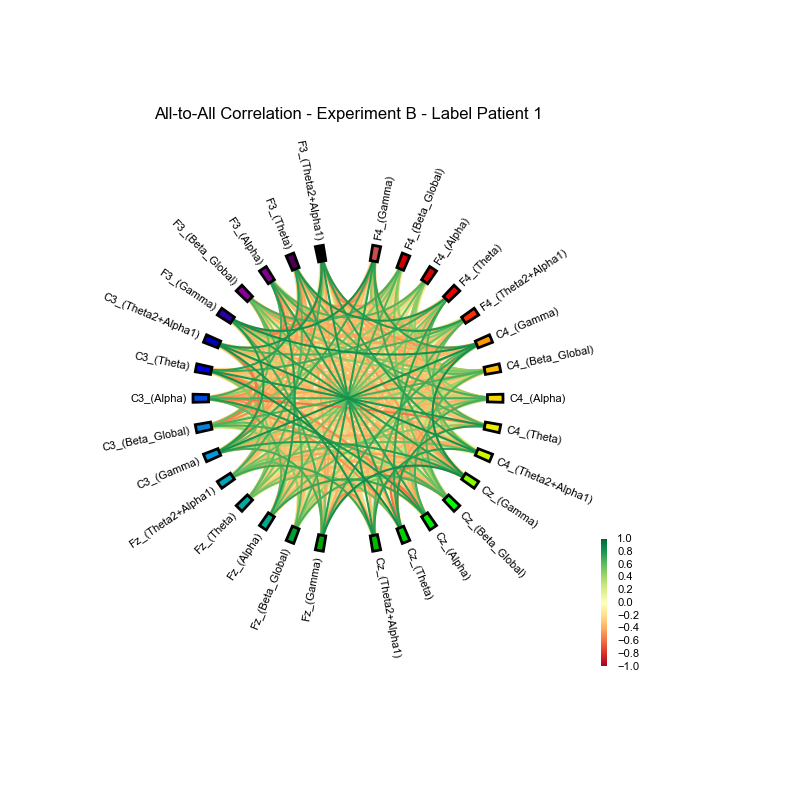 All-to-All Correlation - Experiment B - Label Patient 1
F3_(Theta2+Alpha1)
F3_(Theta)
F3_(Alpha)
F3_(Beta_Global)
F3_(Gamma)
C3_(Theta2+Alpha1)
C3_(Theta)
C3_(Alpha)
C3_(Beta_Global)
C3_(Gamma)
Fz_(Theta2+Alpha1)
Fz_(Theta)
Fz_(Alpha)
Fz_(Beta_Global)
Fz_(Gamma)
Cz_(Theta2+Alpha1)
Cz_(Theta)
Cz_(Alpha)
Cz_(Beta_Global)
Cz_(Gamma)
C4_(Theta2+Alpha1)
C4_(Theta)
C4_(Alpha)
C4_(Beta_Global)
C4_(Gamma)
F4_(Theta2+Alpha1)
F4_(Theta)
F4_(Alpha)
F4_(Beta_Global)
F4_(Gamma)
1.0
0.8
0.6
0.4
0.2
0.0
−0.2
−0.4
−0.6
−0.8
−1.0